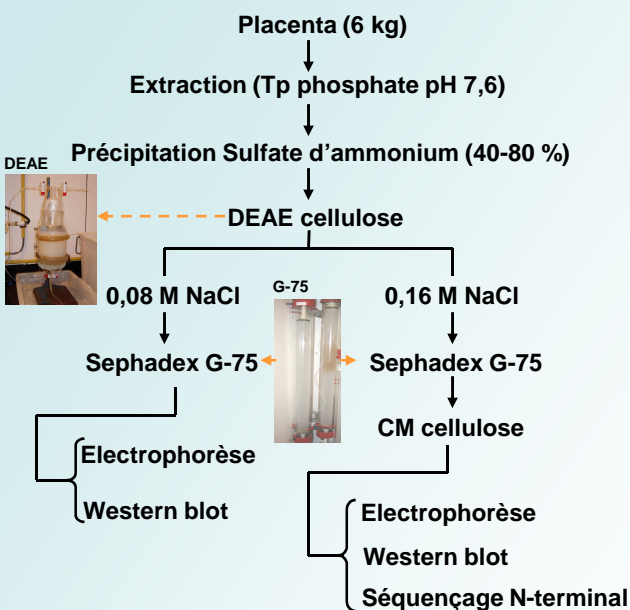 Placenta (6 kg)
Extraction (Tp phosphate pH 7,6)
Précipitation Sulfate d'ammonium (40-80 %)
DEAE
DEAE cellulose
0,08 M NaCl
G-75
0,16 M NaCl
Sephadex G-75
Sephadex G-75
CM cellulose
Electrophorèse
Western blot
Electrophorèse
Western blot
Séquençage N-terminal